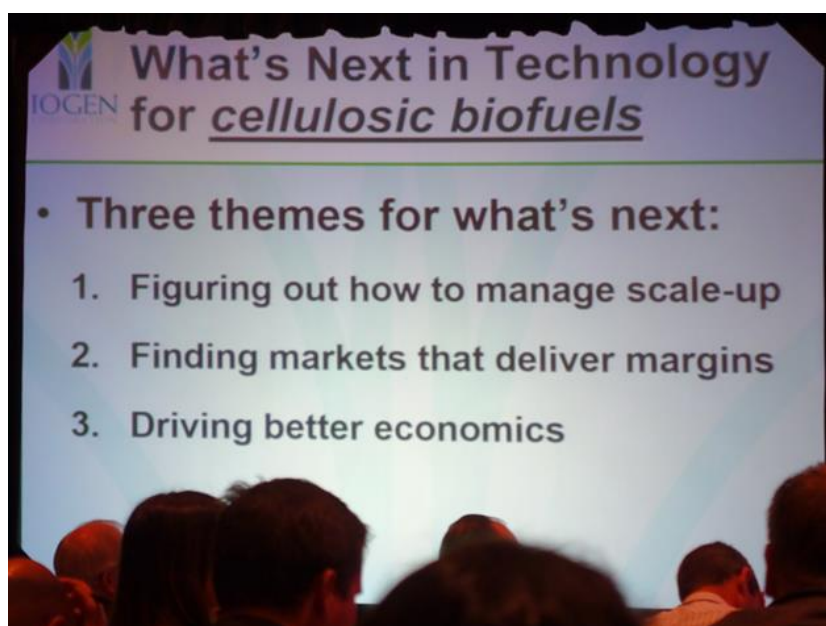 What's Next in Technology
IOGEN
for cellulosic biofuels
• Three themes for what's next:
1. Figuring out how to manage scale-up
2. Finding markets that deliver margins
3. Driving better economics